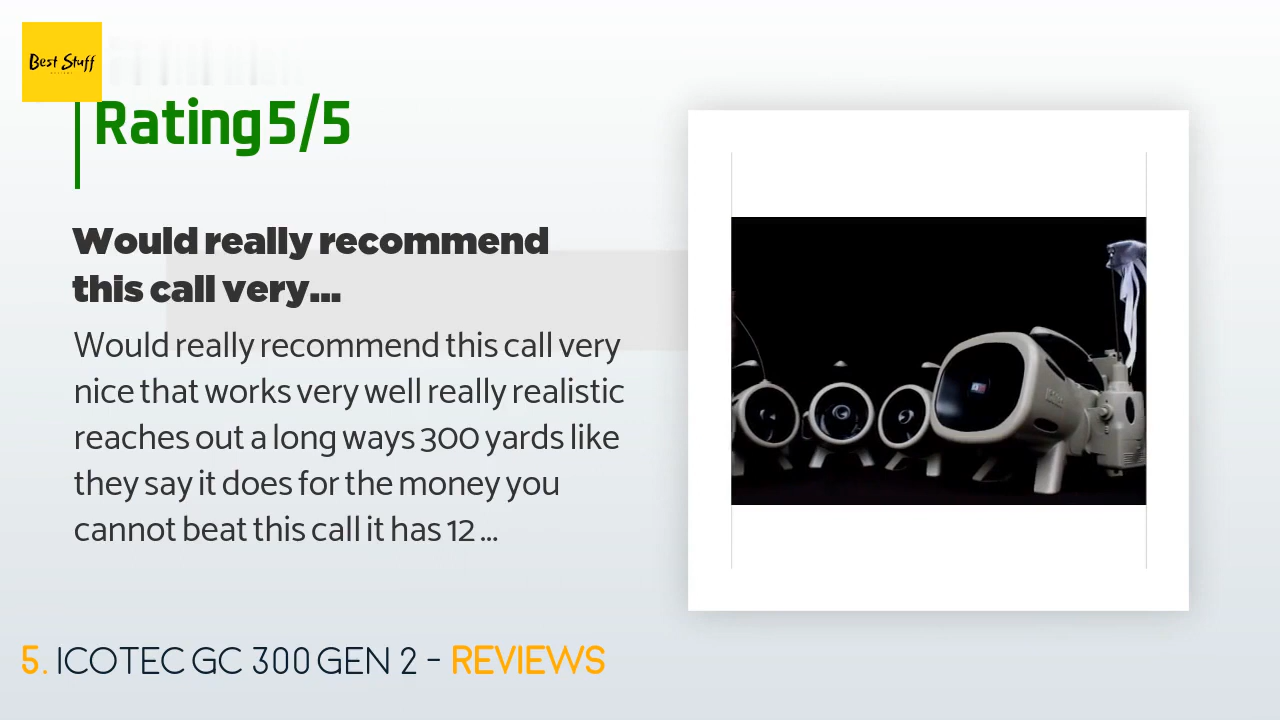 Best Stuff
Rating 5/5
Would really recommend
this call very...
Would really recommend this call very
nice that works very well really realistic
reaches out a long ways 300 yards like
they say it does for the money you
cannot beat this call it has 12 ...
5. ICOTEC GC 300 GEN 2 - REVIEWS